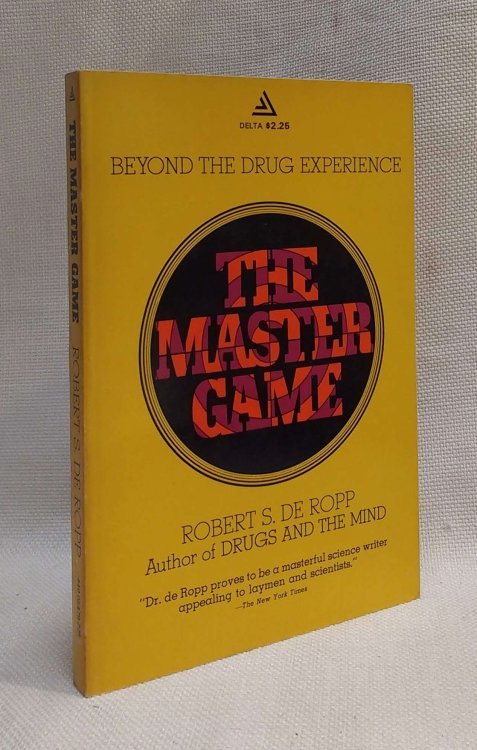 DELTA $2.25
BEYOND THE DRUG EXPERIENCE
THE
MASTER
GAME
ROBERT S. DE ROPP
Author of DRUGS AND THE MIND
"Dr. de Ropp proves to be a masterful science writer
appealing to laymen and scientists."
—The New York Times
THE MASTER GAME
ROBERT S. DE ROPP